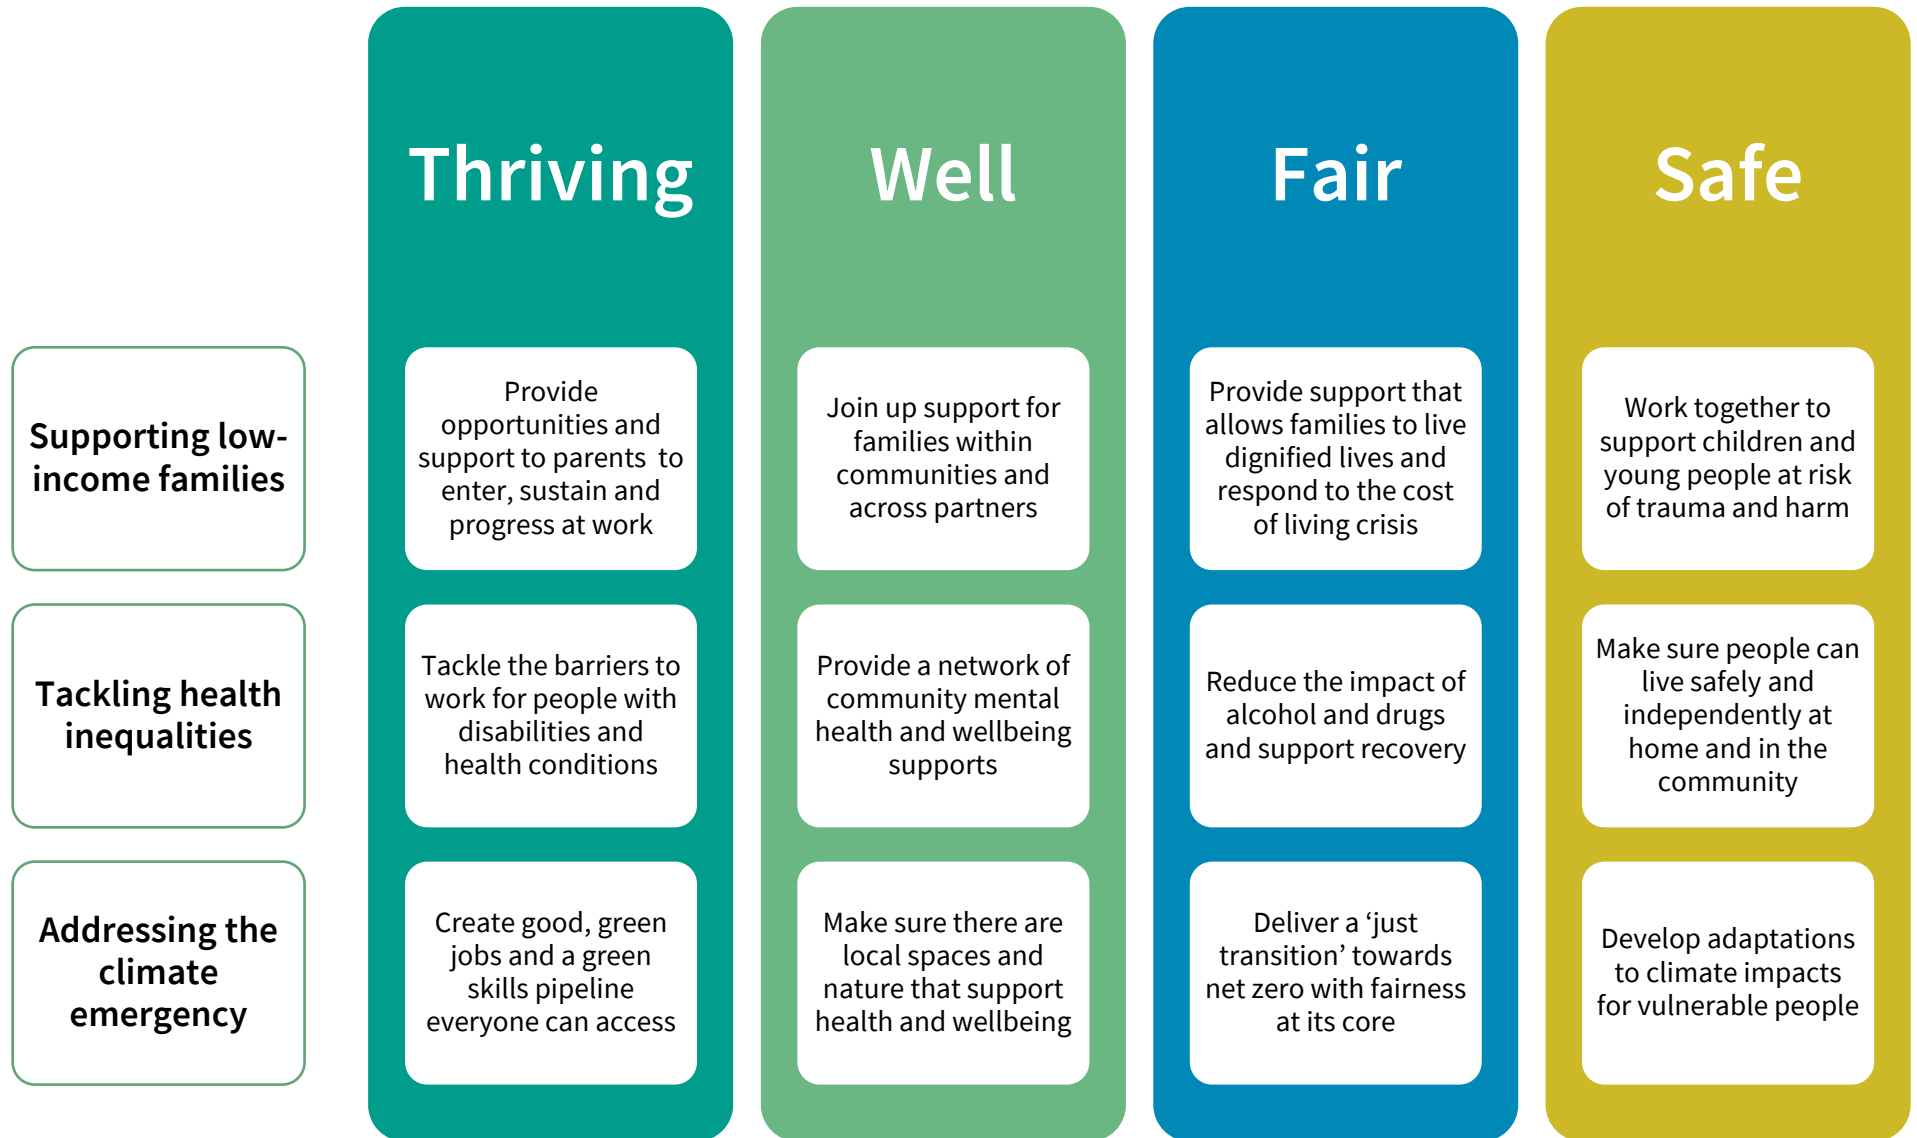 Thriving
Well
Fair
Safe
Supporting low-
income families
Provide
opportunities and
support to parents to
enter, sustain and
progress at work
Join up support for
families within
communities and
across partners
Provide support that
allows families to live
dignified lives and
respond to the cost
of living crisis
Work together to
support children and
young people at risk
of trauma and harm
Tackling health
inequalities
Tackle the barriers to
work for people with
disabilities and
health conditions
Provide a network of
community mental
health and wellbeing
supports
Reduce the impact of
alcohol and drugs
and support recovery
Make sure people can
live safely and
independently at
home and in the
community
Addressing the
climate
emergency
Create good, green
jobs and a green
skills pipeline
everyone can access
Make sure there are
local spaces and
nature that support
health and wellbeing
Deliver a ‘just
transition’ towards
net zero with fairness
at its core
Develop adaptations
to climate impacts
for vulnerable people